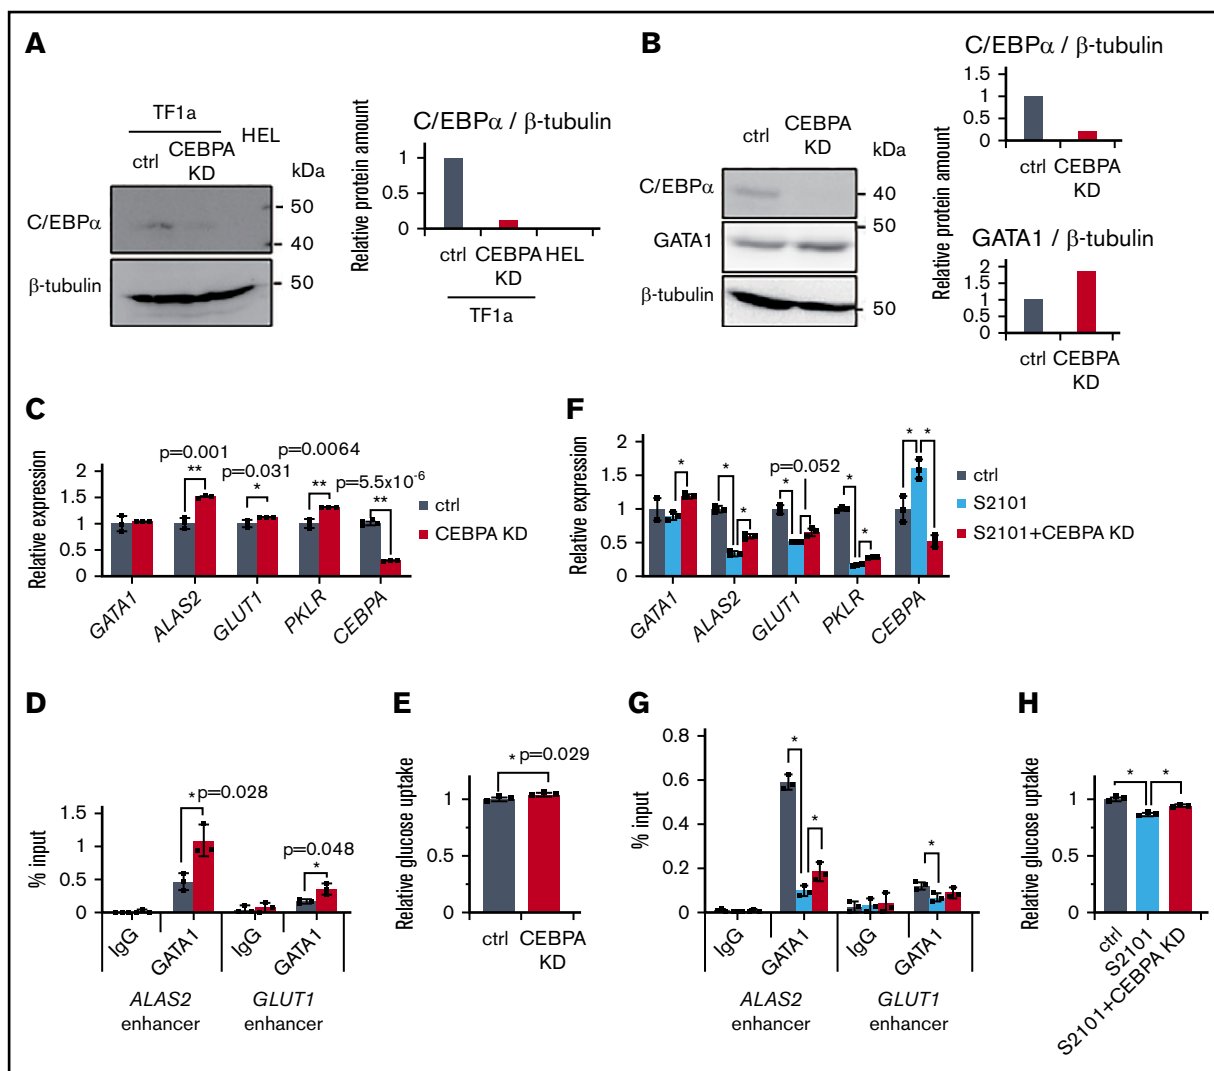 A
TF1a
HEL
ctrl
CEBPA
KD
kDa
C/EBPα
50
40
β-tubulin
50
C/EBPα / β-tubulin
Relative protein amount
1
0.5
0
ctrl CEBPA HEL
KD
TF1a
B
ctrl
CEBPA
KD
kDa
C/EBPα
40
50
GATA1
β-tubulin
50
C/EBPα / β-tubulin
Relative protein amount
1.5
1
0.5
0
ctrl CEBPA
KD
GATA1 / β-tubulin
2
1.5
1
0.5
0
ctrl CEBPA
KD
C
Relative expression
2
1.5
1
0.5
0
p=0.001
**
p=0.031
*
p=0.0064
**
p=5.5x10-6
**
ctrl
CEBPA KD
GATA1
ALAS2
GLUT1
PKLR
CEBPA
F
Relative expression
2
1.5
1
0.5
0
*
*
*
*
p=0.052
*
*
* *
ctrl
S2101
S2101+CEBPA KD
GATA1
ALAS2
GLUT1
PKLR
CEBPA
D
% input
1.5
1
0.5
0
* p=0.028
p=0.048
*
IgG
GATA1
IgG
GATA1
ALAS2
enhancer
GLUT1
enhancer
E
Relative glucose uptake
1
0.5
0
* p=0.029
ctrl CEBPA
KD
G
% input
0.8
0.6
0.4
0.2
0
*
*
*
IgG
GATA1
IgG
GATA1
ALAS2
enhancer
GLUT1
enhancer
H
Relative glucose uptake
1
0.5
0
* *
ctrl
S2101
S2101+CEBPA KD